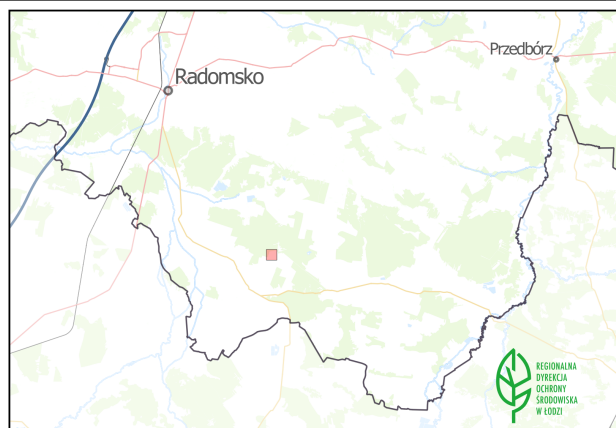 Przedbórz
Radomsko
REGIONALNA
DYREKCJA
OCHRONY
ŚRODOWISKA
W ŁODZI